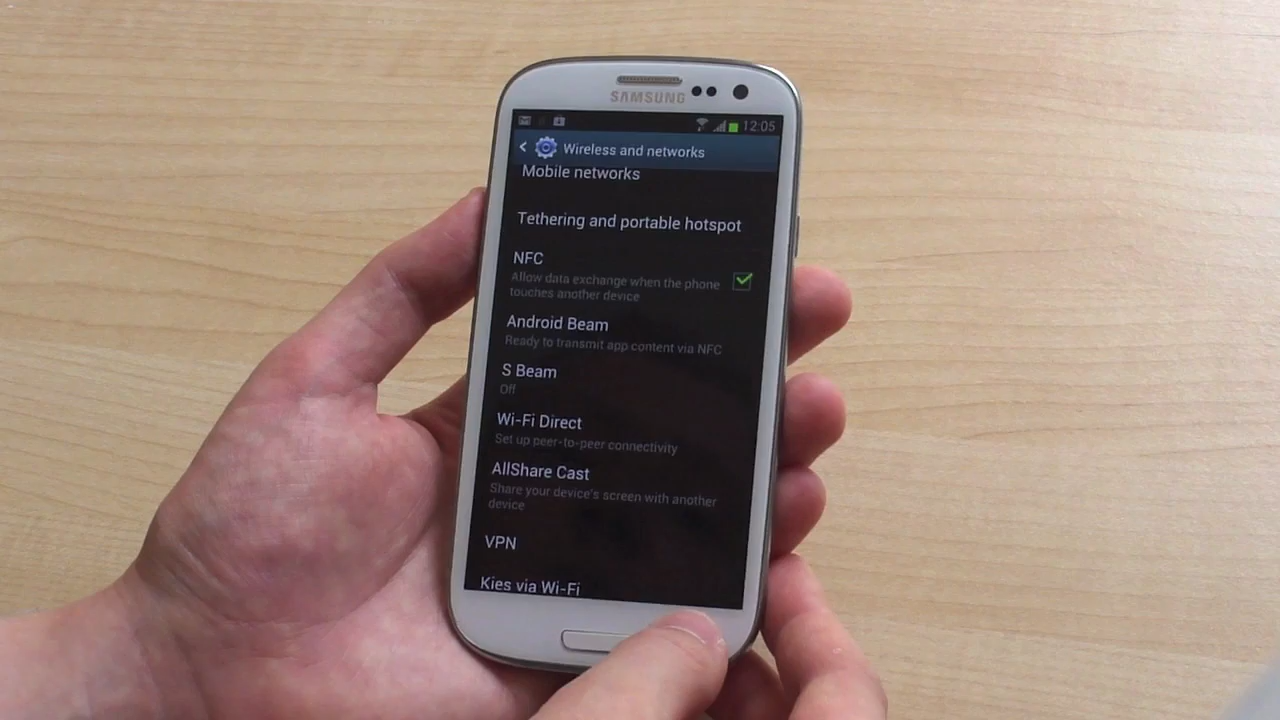 SAMSUNG
12:05
Wireless and networks
Mobile networks
Tethering and portable hotspot
NFC
Allow data exchange when the phone
touches another device
Android Beam
Ready to transmit app content via NFC
S Beam
Off
Wi-Fi Direct
Set up peer-to-peer connectivity
AllShare Cast
Share your device's screen with another
device
VPN
Kies via Wi-Fi